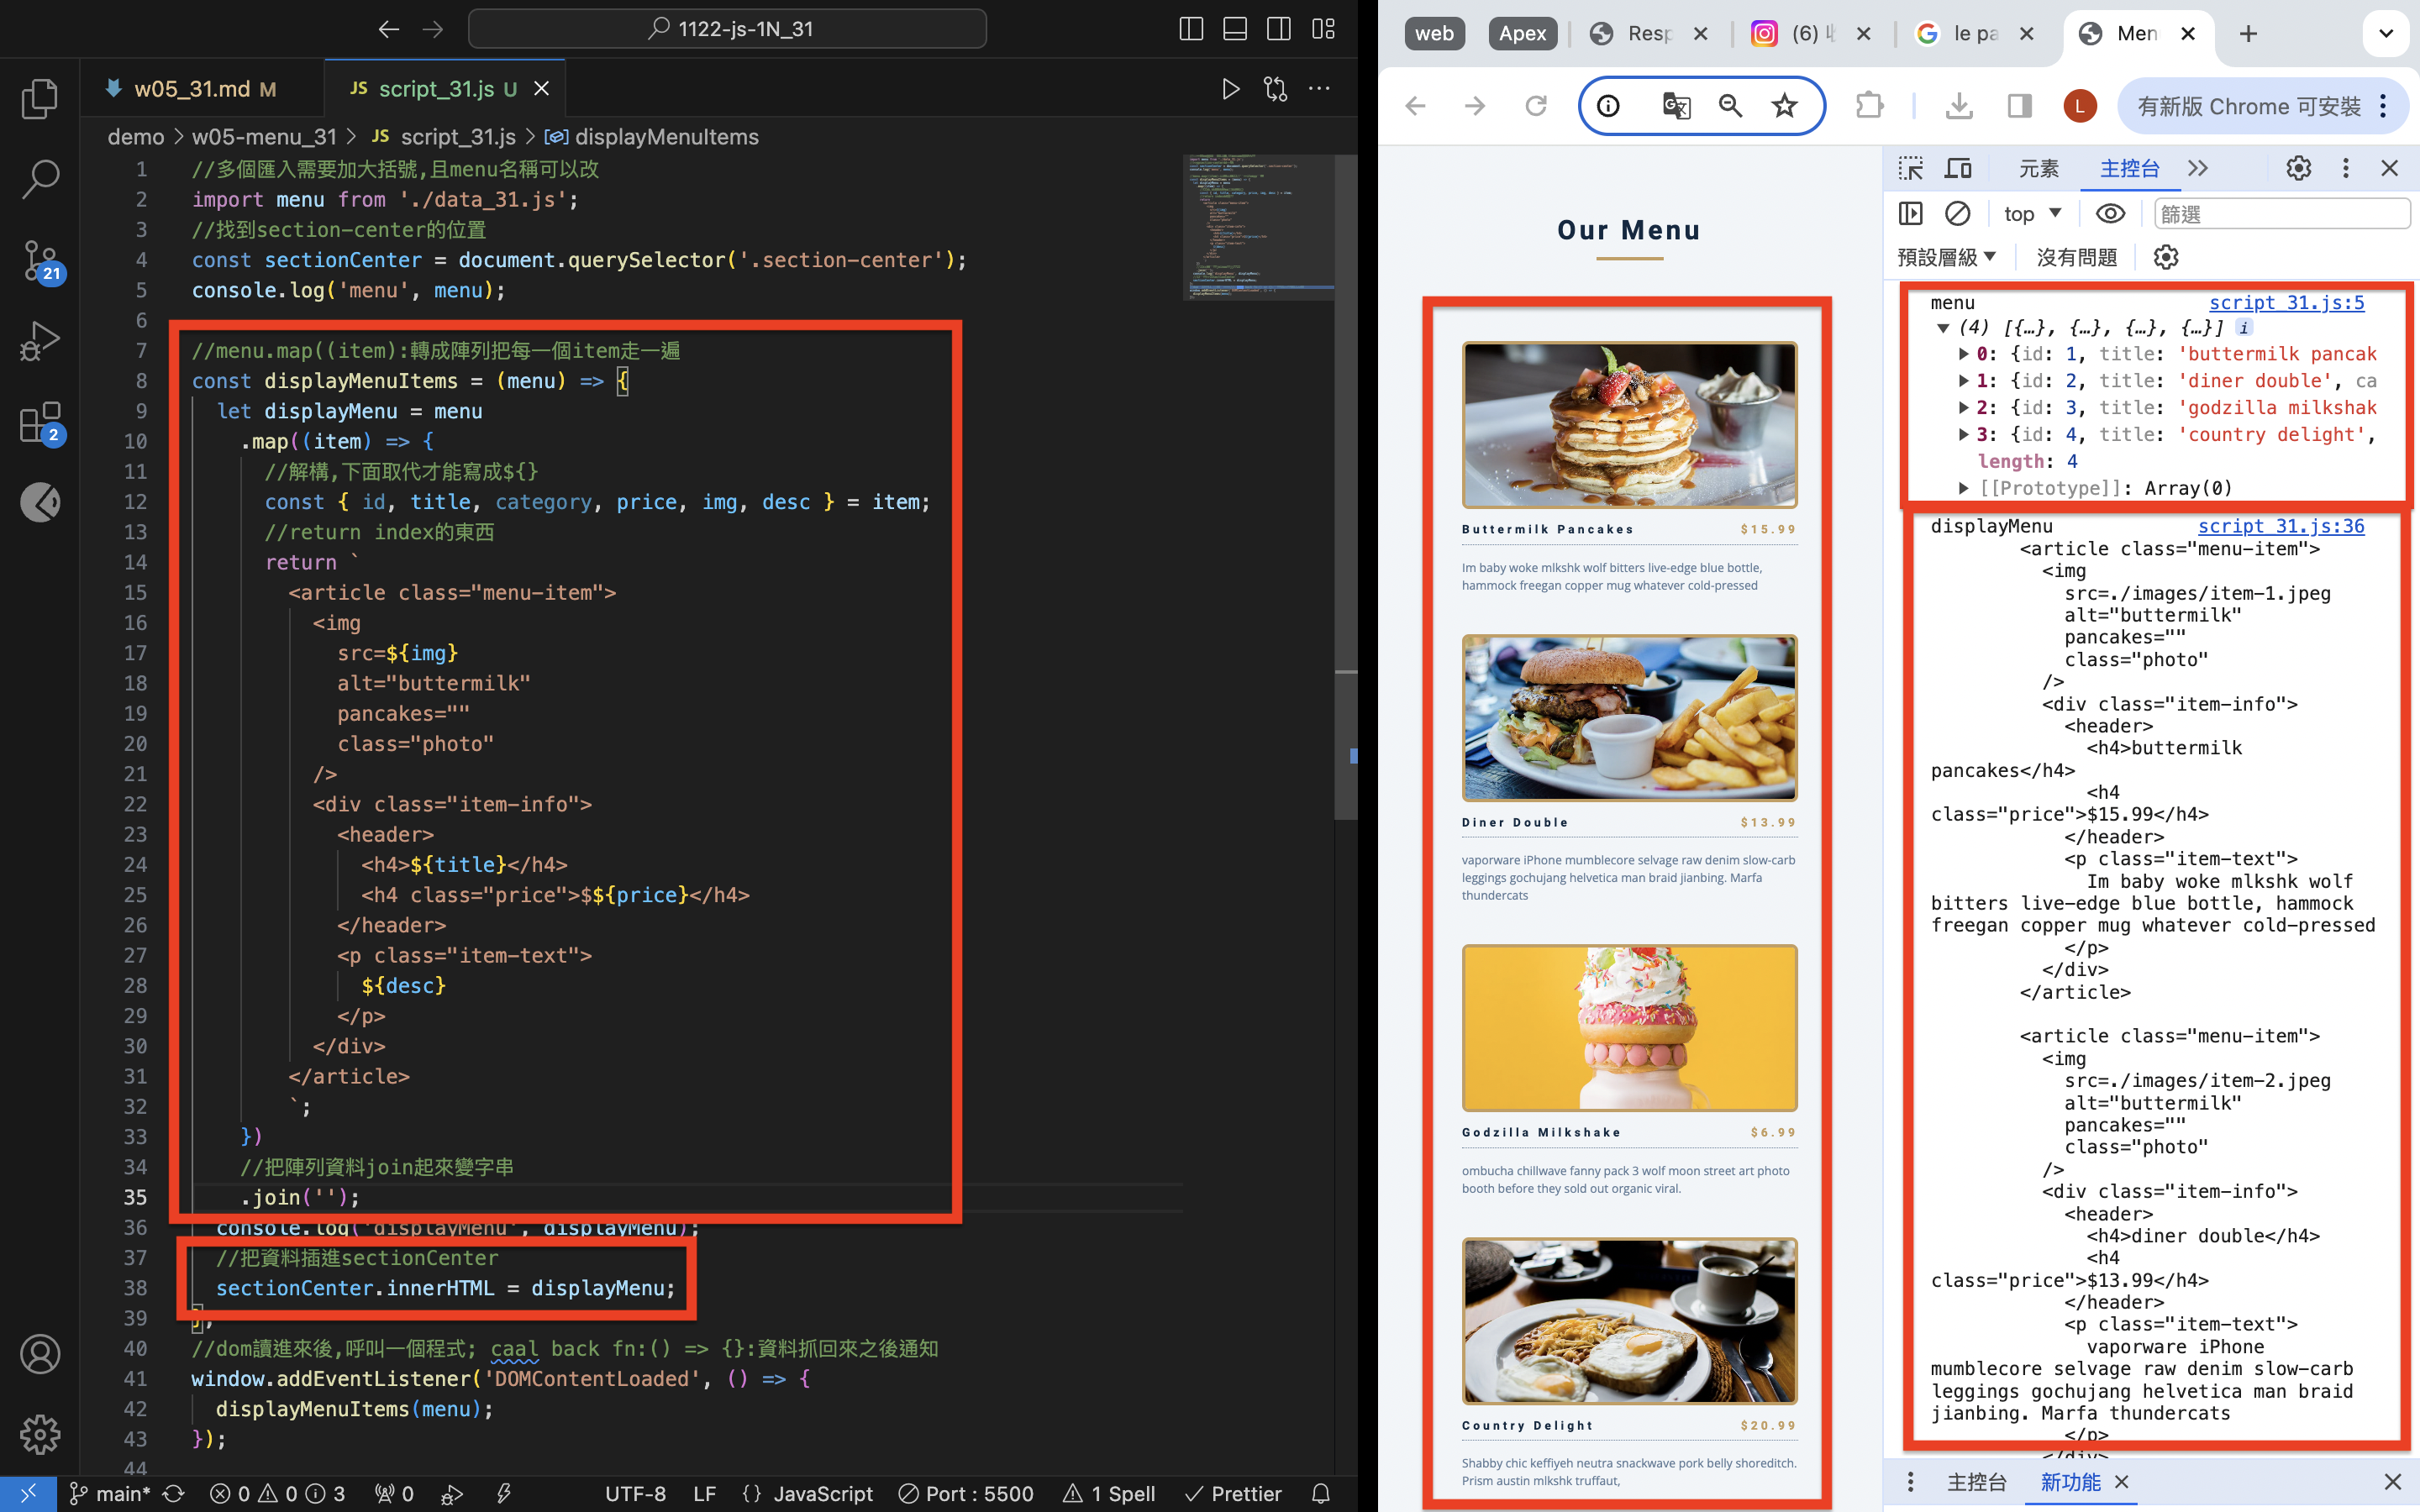 1122-js-1N_31
w05_31.md M
JS script_31.js U
demo > w05-menu_31 > JS script_31.js > displayMenuItems
1 //多個匯入需要加大括號,且menu名稱可以改
2 import menu from './data_31.js';
3 //找到section-center的位置
4 const sectionCenter = document.querySelector('.section-center');
5 console.log('menu', menu);
6
7 //menu.map((item):轉成陣列把每一個item走一遍
8 const displayMenuItems = (menu) => {
9 let displayMenu = menu
10 .map((item) => {
11 //解構,下面取代才能寫成${}
12 const { id, title, category, price, img, desc } = item;
13 //return index的東西
14 return `
15 <article class="menu-item">
16 <img
17 src=${img}
18 alt="buttermilk"
19 pancakes=""
20 class="photo"
21 />
22 <div class="item-info">
23 <header>
24 <h4>${title}</h4>
25 <h4 class="price">$${price}</h4>
26 </header>
27 <p class="item-text">
28 ${desc}
29 </p>
30 </div>
31 </article>
32 `;
33 })
34 //把陣列資料join起來變字串
35 .join('');
36 console.log('displayMenu', displayMenu);
37 //把資料插進sectionCenter
38 sectionCenter.innerHTML = displayMenu;
39 };
40 //dom讀進來後,呼叫一個程式; caal back fn:() => {}:資料抓回來之後通知
41 window.addEventListener('DOMContentLoaded', () => {
42 displayMenuItems(menu);
43 });
44
21
2
main* 0 0 3 0 UTF-8 LF {} JavaScript Port : 5500 1 Spell Prettier
web Apex Resp (6) le pa Men
L 有新版 Chrome 可安裝
Our Menu
Buttermilk Pancakes $15.99
Im baby woke mlkshk wolf bitters live-edge blue bottle,
hammock freegan copper mug whatever cold-pressed
Diner Double $13.99
vaporware iPhone mumblecore selvage raw denim slow-carb
leggings gochujang helvetica man braid jianbing. Marfa
thundercats
Godzilla Milkshake $6.99
ombucha chillwave fanny pack 3 wolf moon street art photo
booth before they sold out organic viral.
Country Delight $20.99
Shabby chic keffiyeh neutra snackwave pork belly shoreditch.
Prism austin mlkshk truffaut,
元素 主控台
top 篩選
預設層級 沒有問題
menu script_31.js:5
(4) [{…}, {…}, {…}, {…}] i
0: {id: 1, title: 'buttermilk pancak
1: {id: 2, title: 'diner double', ca
2: {id: 3, title: 'godzilla milkshak
3: {id: 4, title: 'country delight',
length: 4
[[Prototype]]: Array(0)
displayMenu script_31.js:36
<article class="menu-item">
<img
src=./images/item-1.jpeg
alt="buttermilk"
pancakes=""
class="photo"
/>
<div class="item-info">
<header>
<h4>buttermilk
pancakes</h4>
<h4
class="price">$15.99</h4>
</header>
<p class="item-text">
Im baby woke mlkshk wolf
bitters live-edge blue bottle, hammock
freegan copper mug whatever cold-pressed
</p>
</div>
</article>
<article class="menu-item">
<img
src=./images/item-2.jpeg
alt="buttermilk"
pancakes=""
class="photo"
/>
<div class="item-info">
<header>
<h4>diner double</h4>
<h4
class="price">$13.99</h4>
</header>
<p class="item-text">
vaporware iPhone
mumblecore selvage raw denim slow-carb
leggings gochujang helvetica man braid
jianbing. Marfa thundercats
</p>
</div>
主控台 新功能